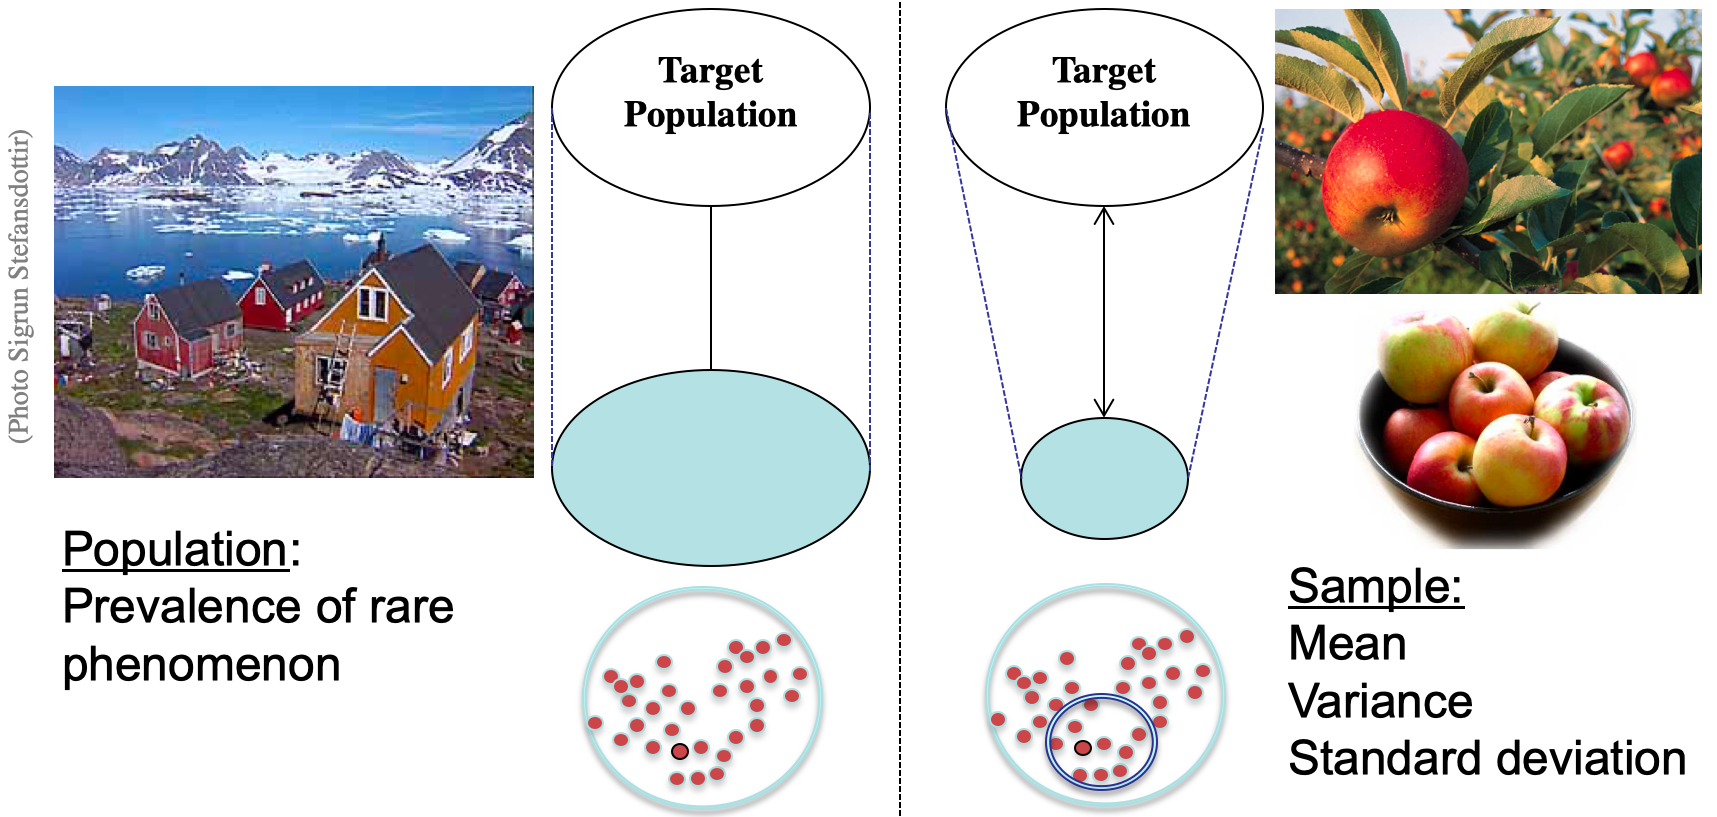 (Photo Sigrun Stefansdottir)
Target
Population
Population:
Prevalence of rare
phenomenon
Target
Population
Sample:
Mean
Variance
Standard deviation